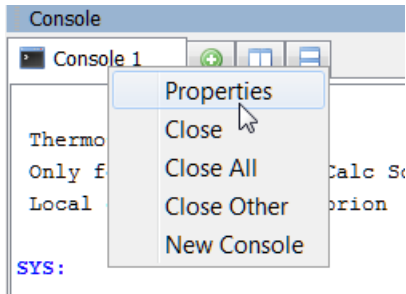 Console
Console 1
Properties
Close
Close All
Close Other
New Console
Thermo
Only f Calc So
Local orion
SYS: